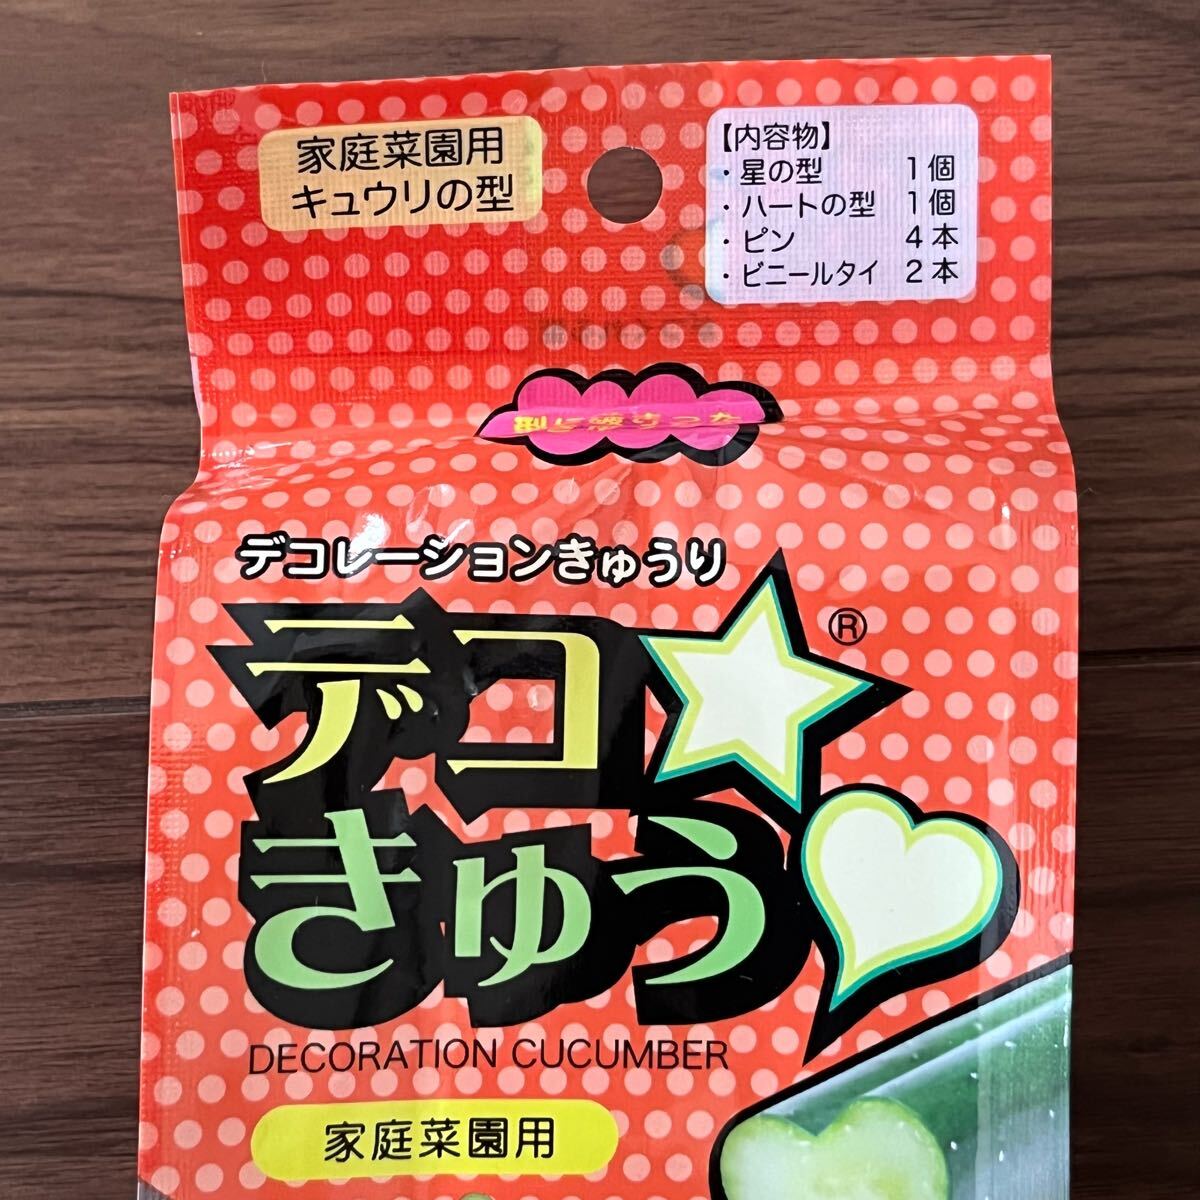 家庭菜園用
キュウリの型
【内容物】
・星の型 1個
・ハートの型 1個
・ピン 4本
・ビニールタイ 2本
デコレーションきゅうり
デコ®
きゅう
DECORATION CUCUMBER
家庭菜園用